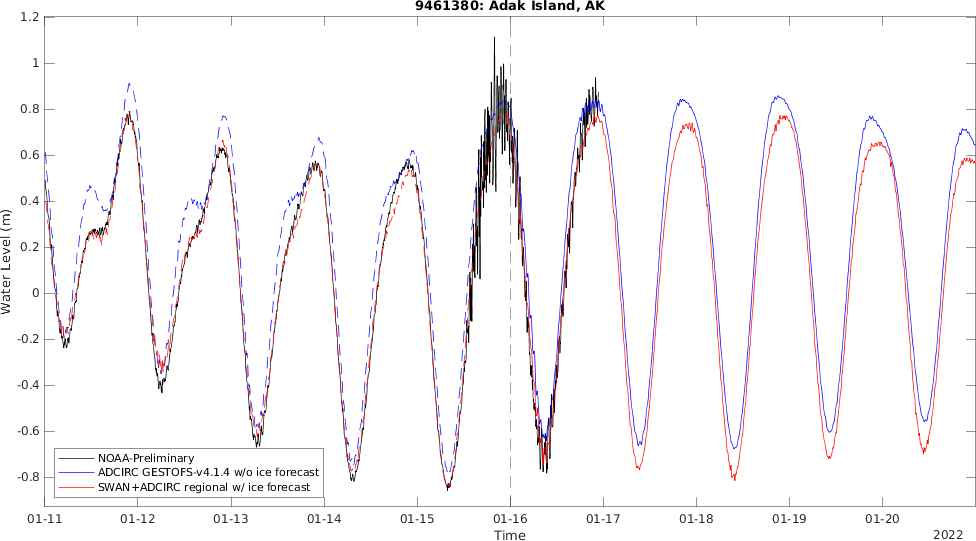 9461380: Adak Island, AK
Water Level (m)
1.2
1
0.8
0.6
0.4
0.2
0
-0.2
-0.4
-0.6
-0.8
NOAA-Preliminary
ADCIRC GESTOFS-v4.1.4 w/o ice forecast
SWAN+ADCIRC regional w/ ice forecast
01-11 01-12 01-13 01-14 01-15 01-16 01-17 01-18 01-19 01-20
Time
2022